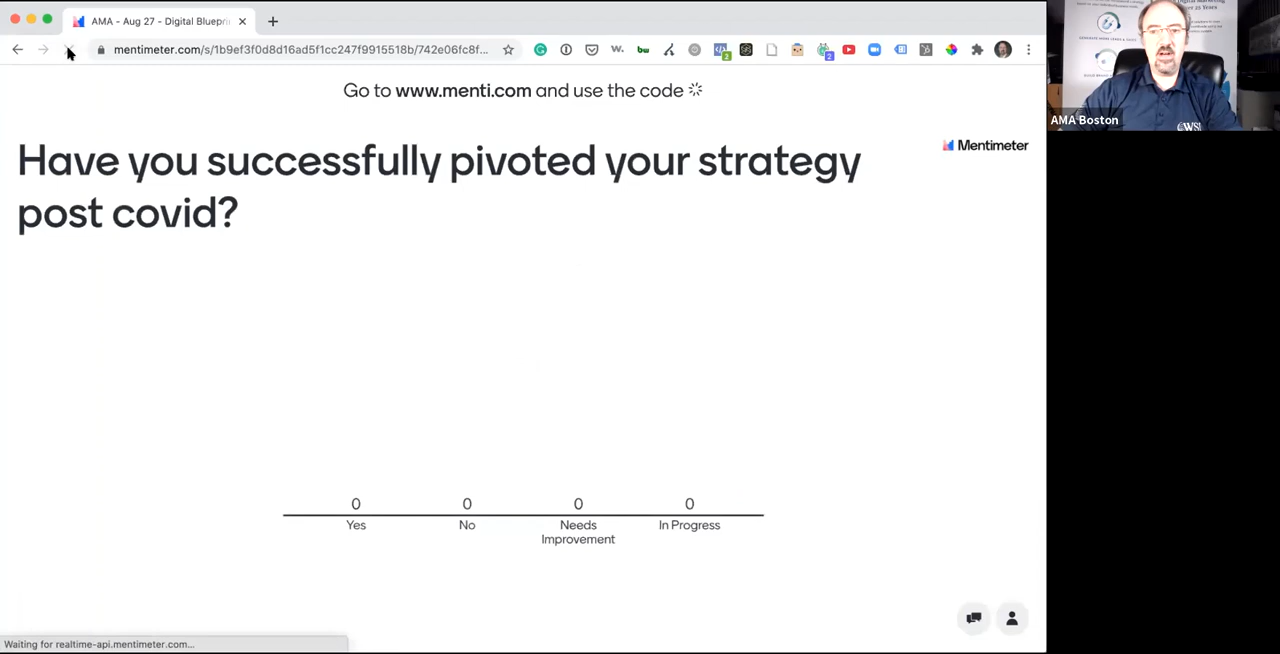 AMA - Aug 27 - Digital Bluepri
mentimeter.com/s/1b9ef3f0d8d16ad5f1cc247f9915518b/742e06fc8f...
Go to www.menti.com and use the code
Mentimeter
Have you successfully pivoted your strategy
post covid?
0 0 0 0
Yes No Needs In Progress
Improvement
Waiting for realtime-api.mentimeter.com...
AMA Boston
WSI